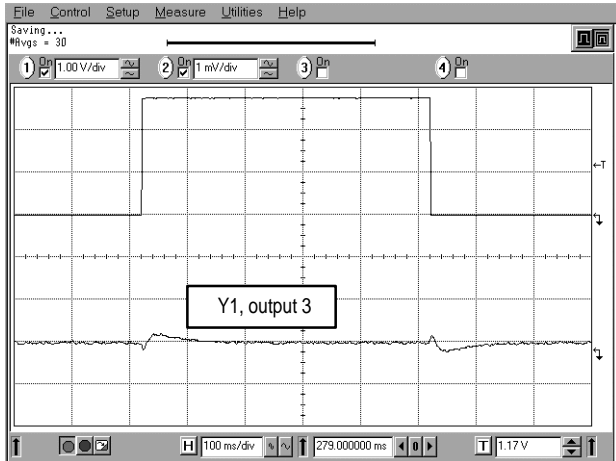 File Control Setup Measure Utilities Help
Saving...
#Avgs = 30
1 On 1.00 V/div 2 On 1 mV/div 3 On 4 On
T
Y1, output 3
H 100 ms/div 279.000000 ms 0 T 1.17 V